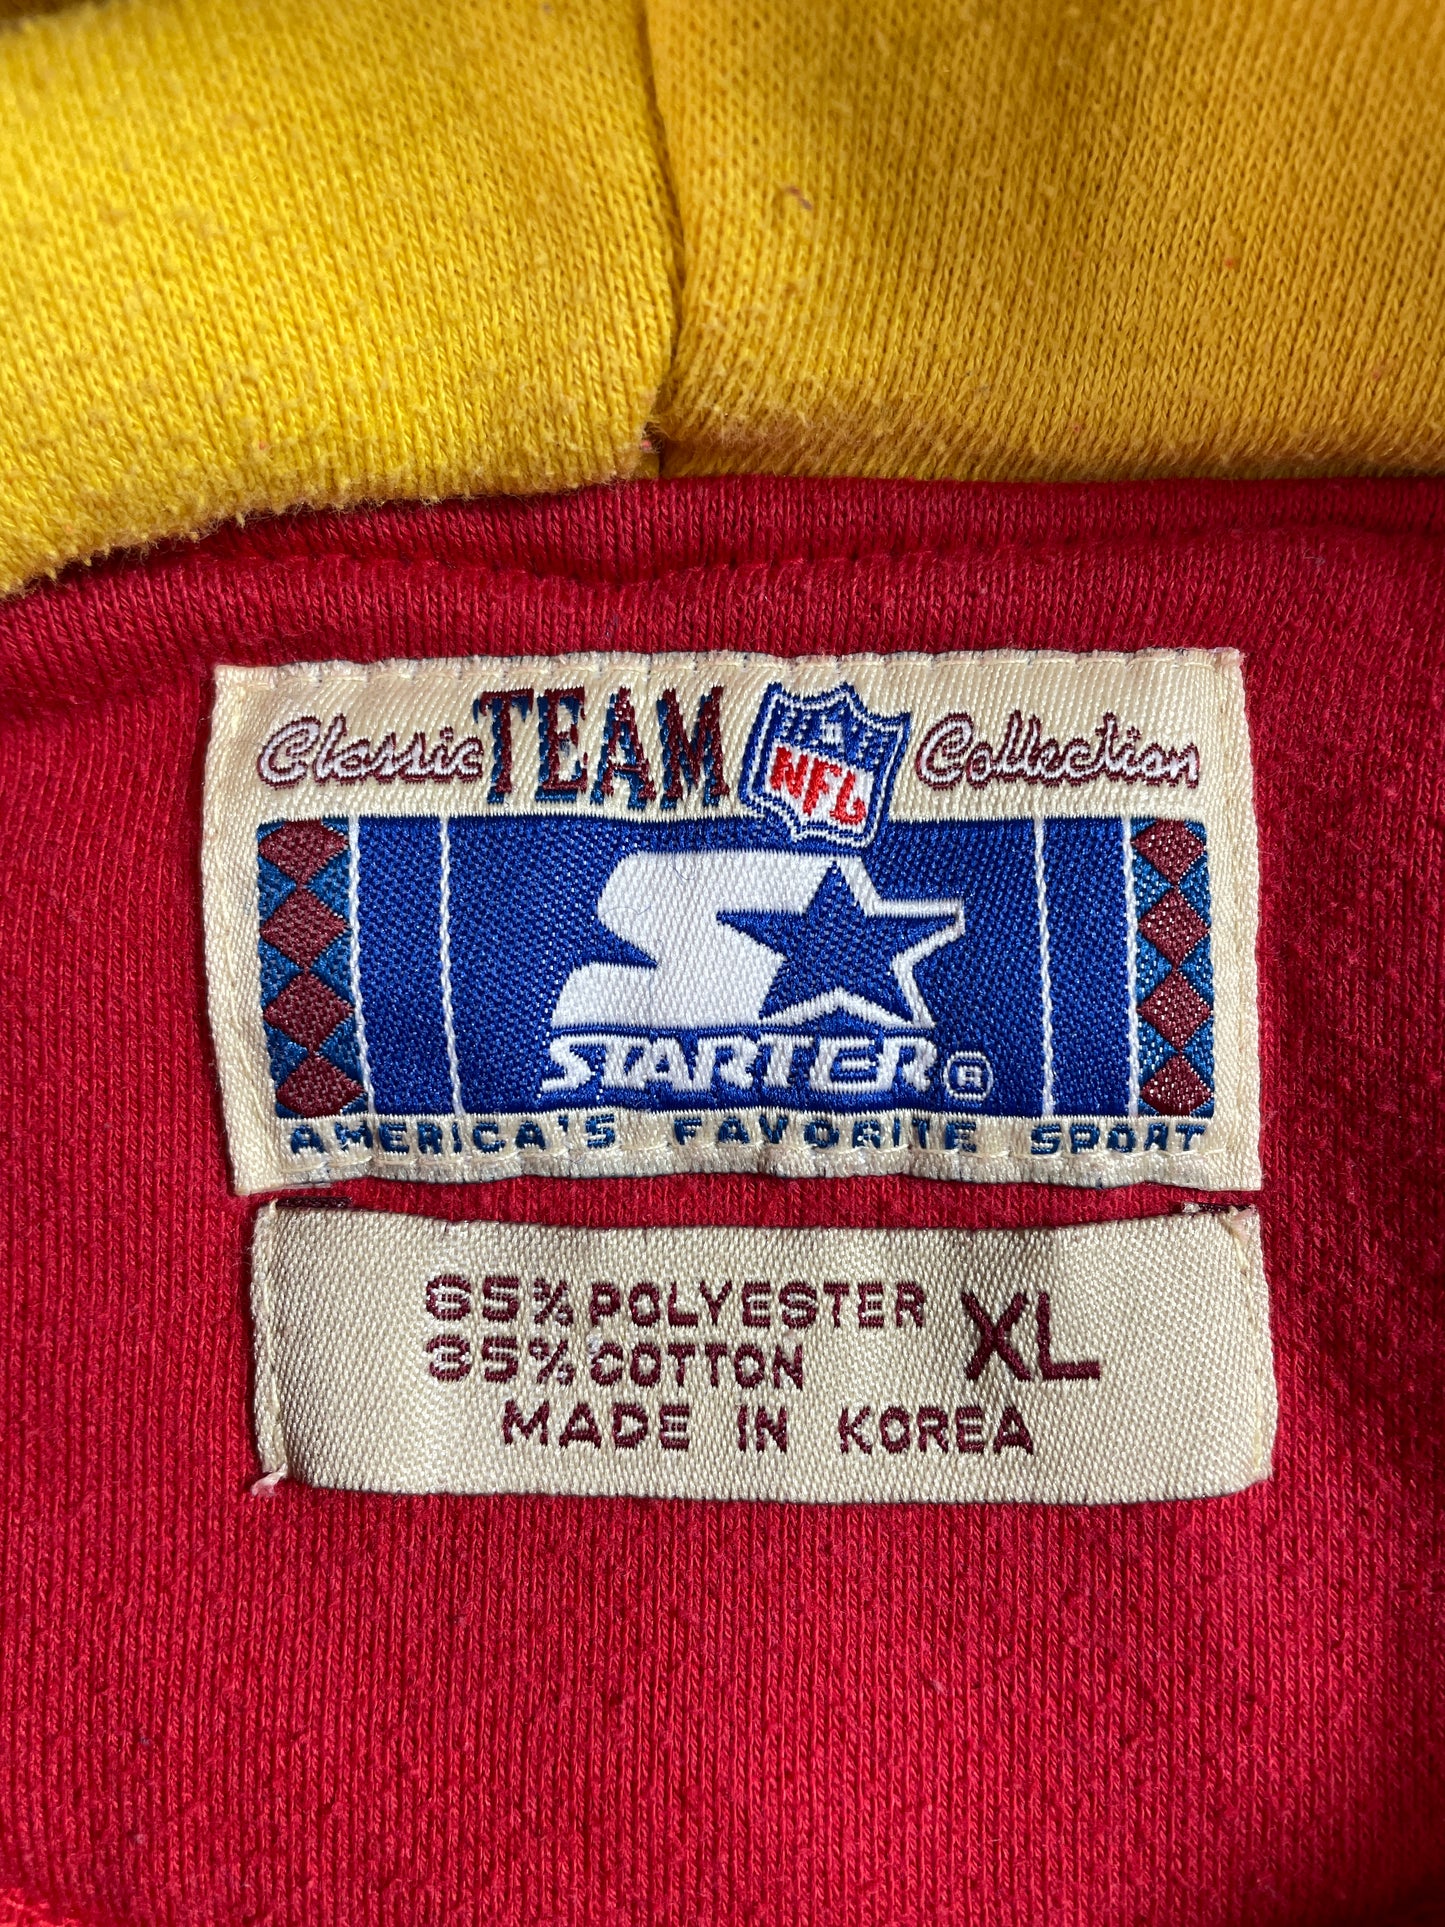 Classic TEAM NFL Collection
STARTER®
AMERICA'S FAVORITE SPORT
65% POLYESTER XL
35% COTTON
MADE IN KOREA